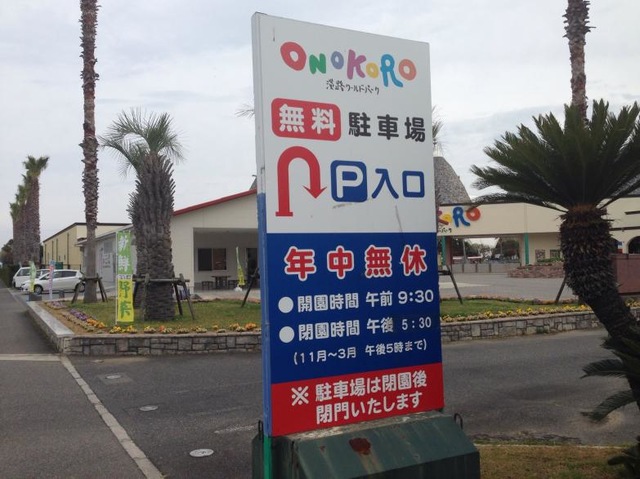 ONOKORO
淡路ワールドパーク
無料 駐車場
P 入口
年中無休
●開園時間 午前 9:30
●閉園時間 午後 5:30
(11月〜3月 午後5時まで)
※ 駐車場は閉園後
閉門いたします
KORO